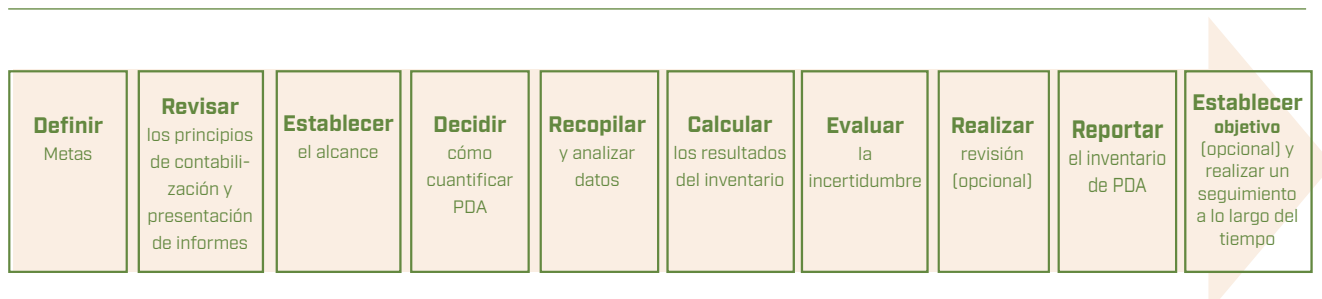 Definir
Metas
Revisar
los principios
de contabili-
zación y
presentación
de informes
Establecer
el alcance
Decidir
cómo
cuantificar
PDA
Recopilar
y analizar
datos
Calcular
los resultados
del inventario
Evaluar
la
incertidumbre
Realizar
revisión
(opcional)
Reportar
el inventario
de PDA
Establecer
objetivo
(opcional) y
realizar un
seguimiento
a lo largo del
tiempo